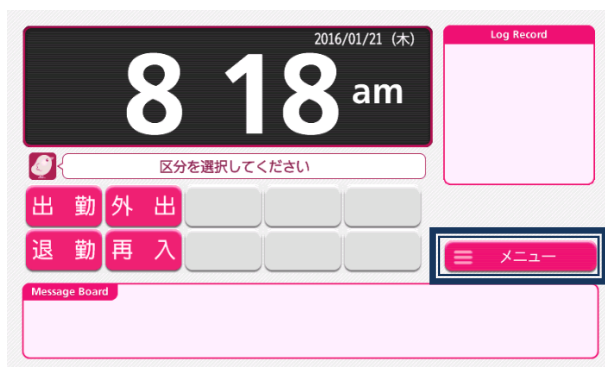 2016/01/21 (木)
8 18 am
Log Record
区分を選択してください
出 勤
外 出
退 勤
再 入
メニュー
Message Board